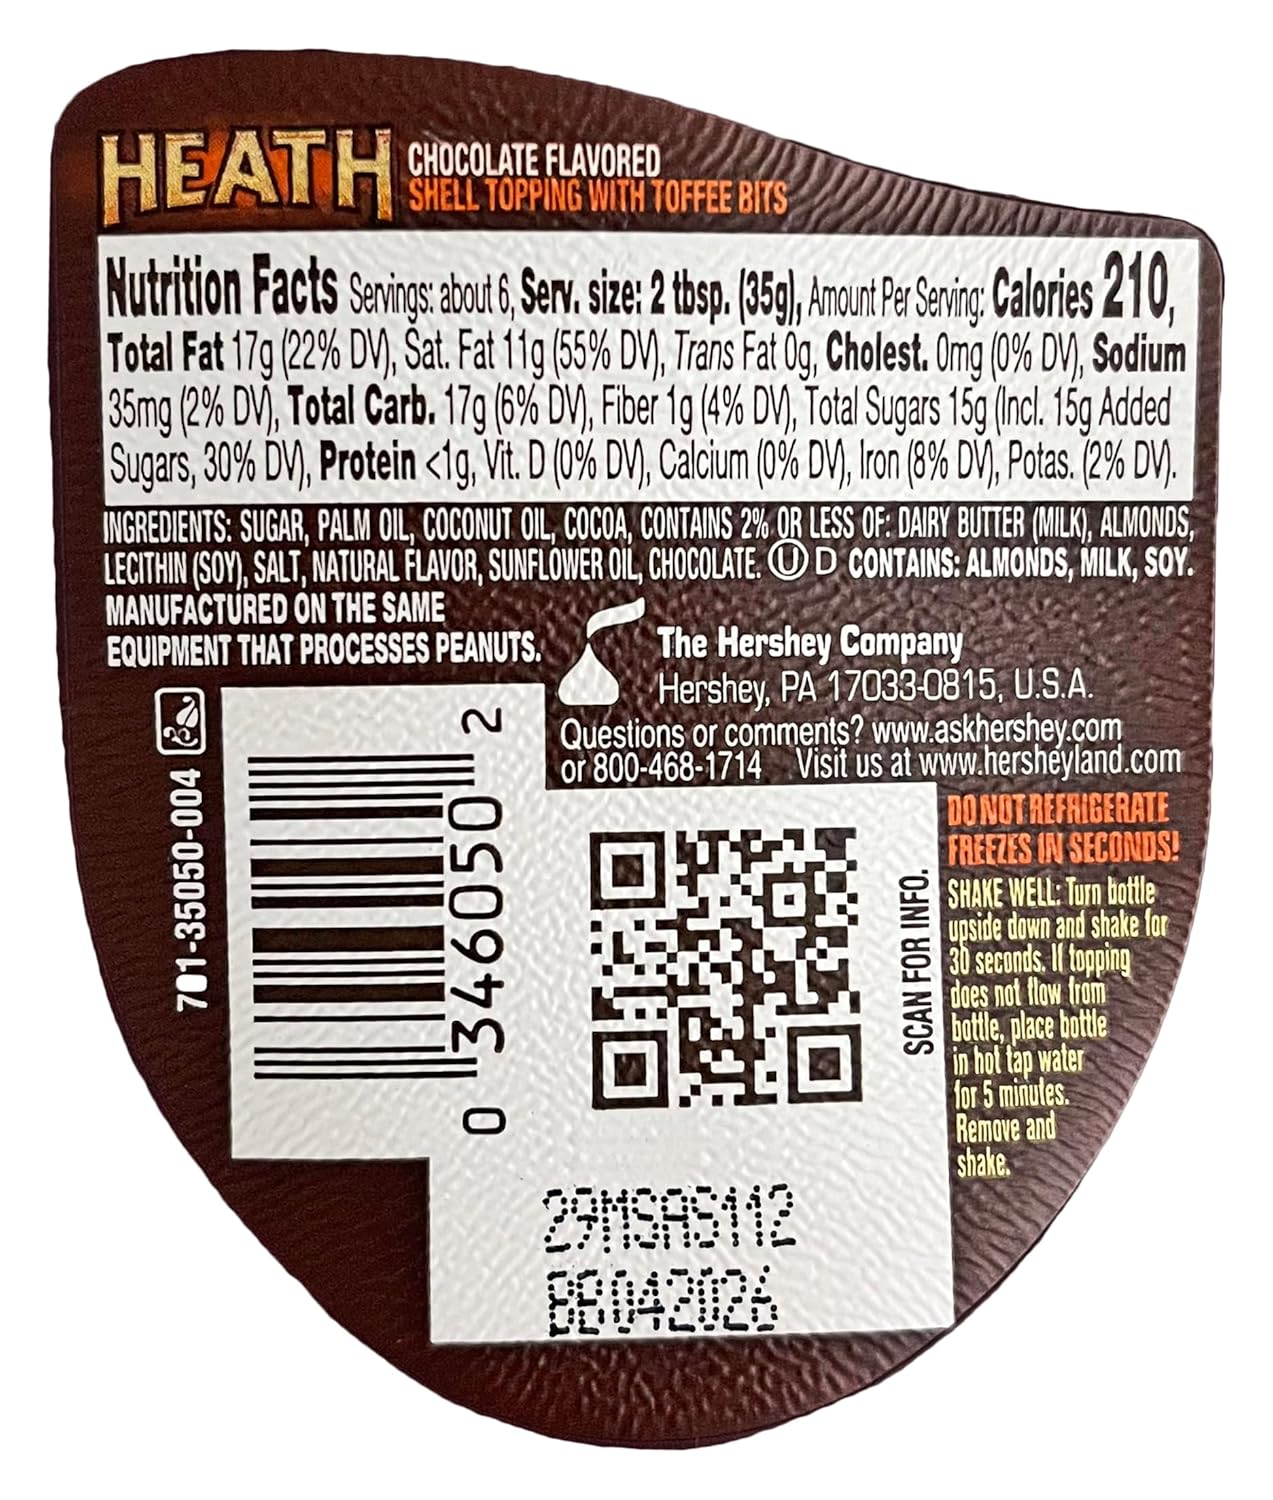 HEATH CHOCOLATE FLAVORED
SHELL TOPPING WITH TOFFEE BITS
Nutrition Facts Servings: about 6, Serv. size: 2 tbsp. (35g), Amount Per Serving: Calories 210,
Total Fat 17g (22% DV), Sat. Fat 11g (55% DV), Trans Fat 0g, Cholest. 0mg (0% DV), Sodium
35mg (2% DV), Total Carb. 17g (6% DV), Fiber 1g (4% DV), Total Sugars 15g (Incl. 15g Added
Sugars, 30% DV), Protein <1g, Vit. D (0% DV), Calcium (0% DV), Iron (8% DV), Potas. (2% DV).
INGREDIENTS: SUGAR, PALM OIL, COCONUT OIL, COCOA, CONTAINS 2% OR LESS OF: DAIRY BUTTER (MILK), ALMONDS,
LECITHIN (SOY), SALT, NATURAL FLAVOR, SUNFLOWER OIL, CHOCOLATE. Ⓤ D CONTAINS: ALMONDS, MILK, SOY.
MANUFACTURED ON THE SAME
EQUIPMENT THAT PROCESSES PEANUTS.
The Hershey Company
Hershey, PA 17033-0815, U.S.A.
Questions or comments? www.askhershey.com
or 800-468-1714 Visit us at www.hersheyland.com
701-35050-004
0 346050 2
SCAN FOR INFO.
DO NOT REFRIGERATE
FREEZES IN SECONDS!
SHAKE WELL: Turn bottle
upside down and shake for
30 seconds. If topping
does not flow from
bottle, place bottle
in hot tap water
for 5 minutes.
Remove and
shake.
29MSAS112
BB042026